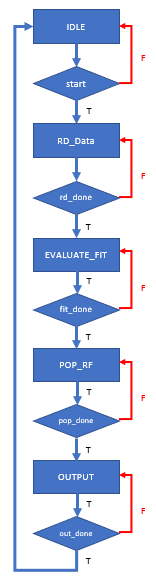 IDLE
F
start
T
RD_Data
F
rd_done
T
EVALUATE_FIT
F
T
fit_done
T
POP_RF
T
F
pop_done
T
OUTPUT
T
F
out_done
T